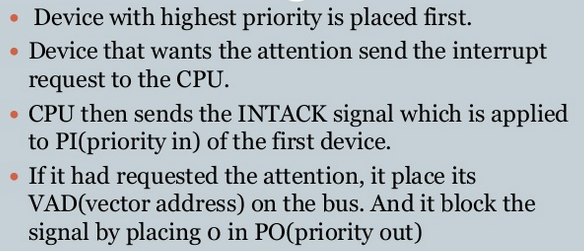 • Device with highest priority is placed first.
• Device that wants the attention send the interrupt
request to the CPU.
• CPU then sends the INTACK signal which is applied
to PI(priority in) of the first device.
• If it had requested the attention, it place its
VAD(vector address) on the bus. And it block the
signal by placing 0 in PO(priority out)